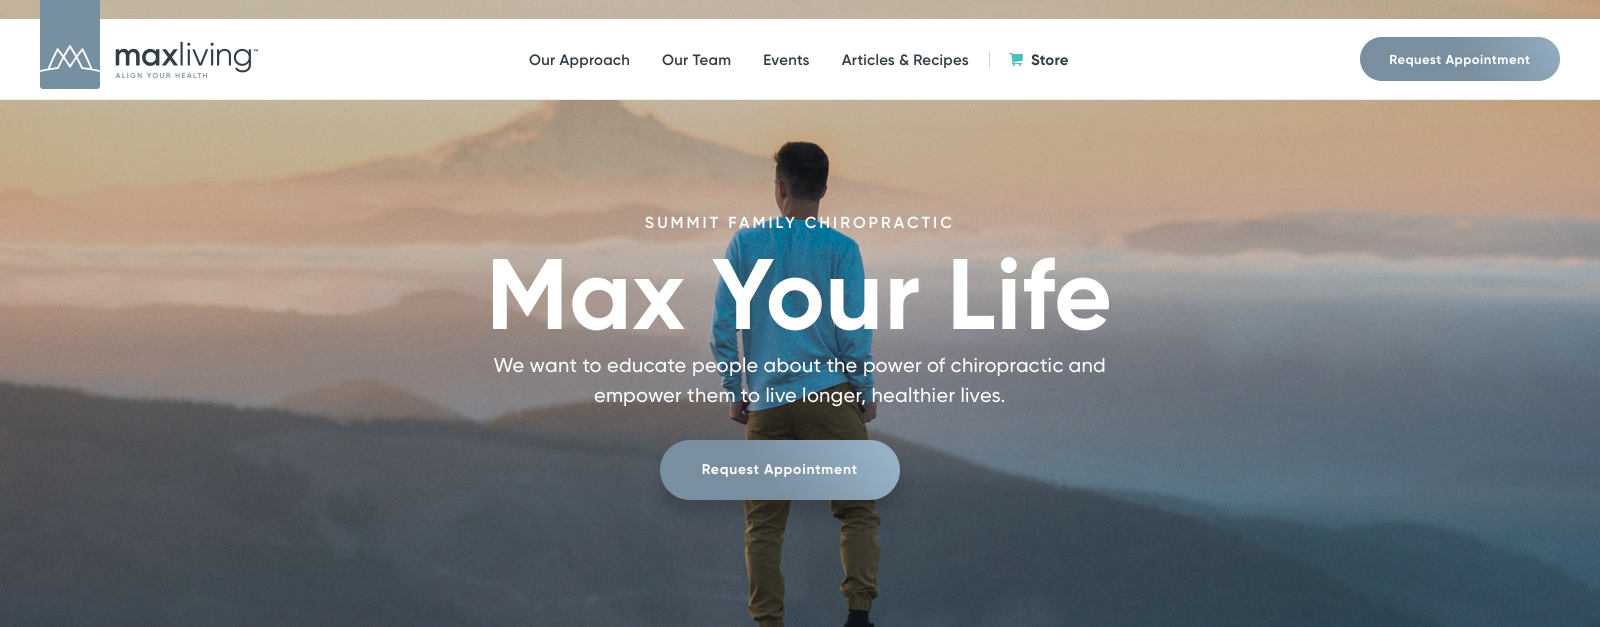 maxliving™
ALIGN YOUR HEALTH
Our Approach
Our Team
Events
Articles & Recipes
Store
Request Appointment
SUMMIT FAMILY CHIROPRACTIC
Max Your Life
We want to educate people about the power of chiropractic and
empower them to live longer, healthier lives.
Request Appointment